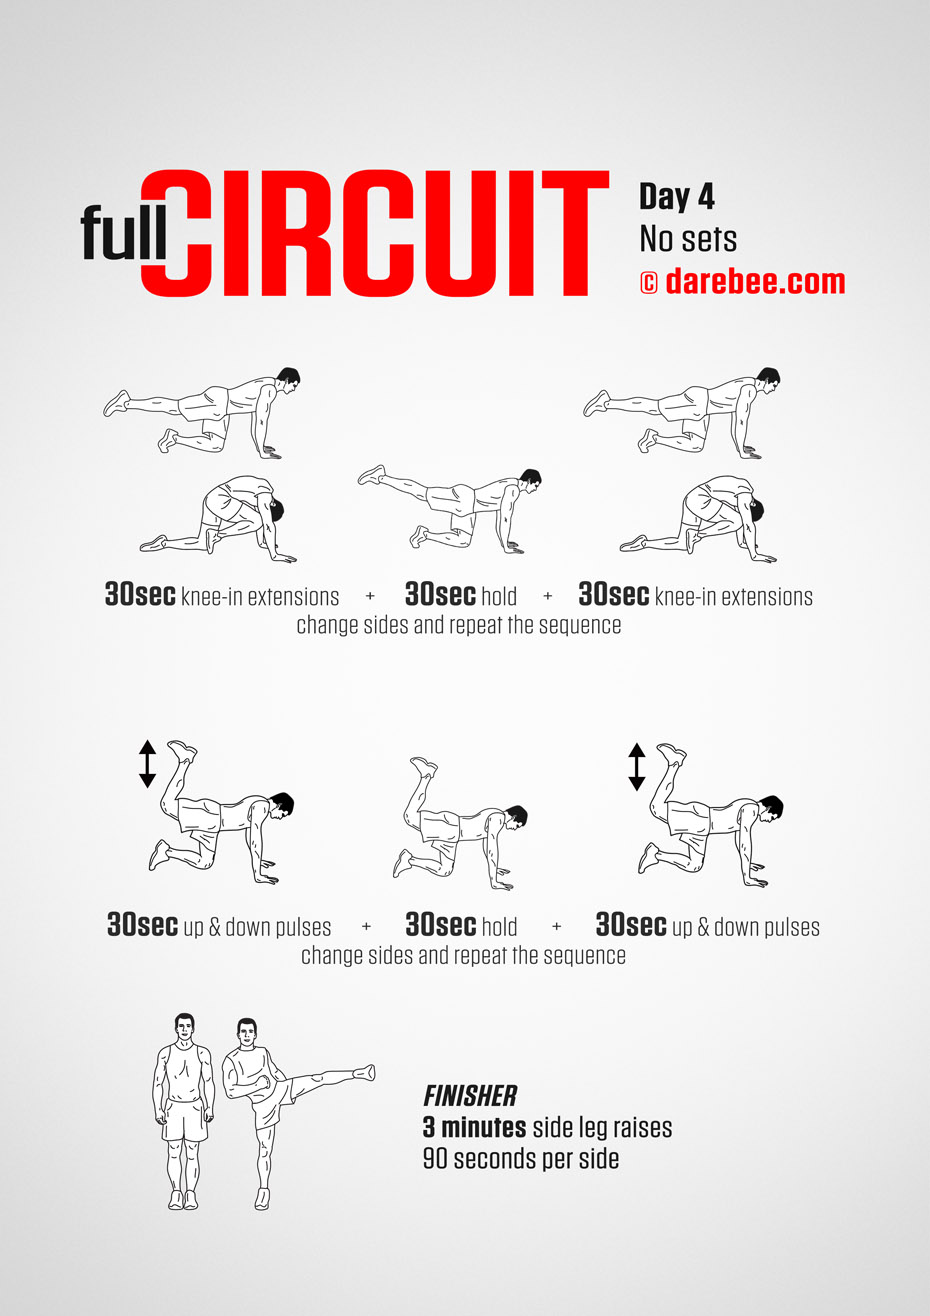 full CIRCUIT
Day 4
No sets
© darebee.com
30sec knee-in extensions + 30sec hold + 30sec knee-in extensions
change sides and repeat the sequence
30sec up & down pulses + 30sec hold + 30sec up & down pulses
change sides and repeat the sequence
FINISHER
3 minutes side leg raises
90 seconds per side